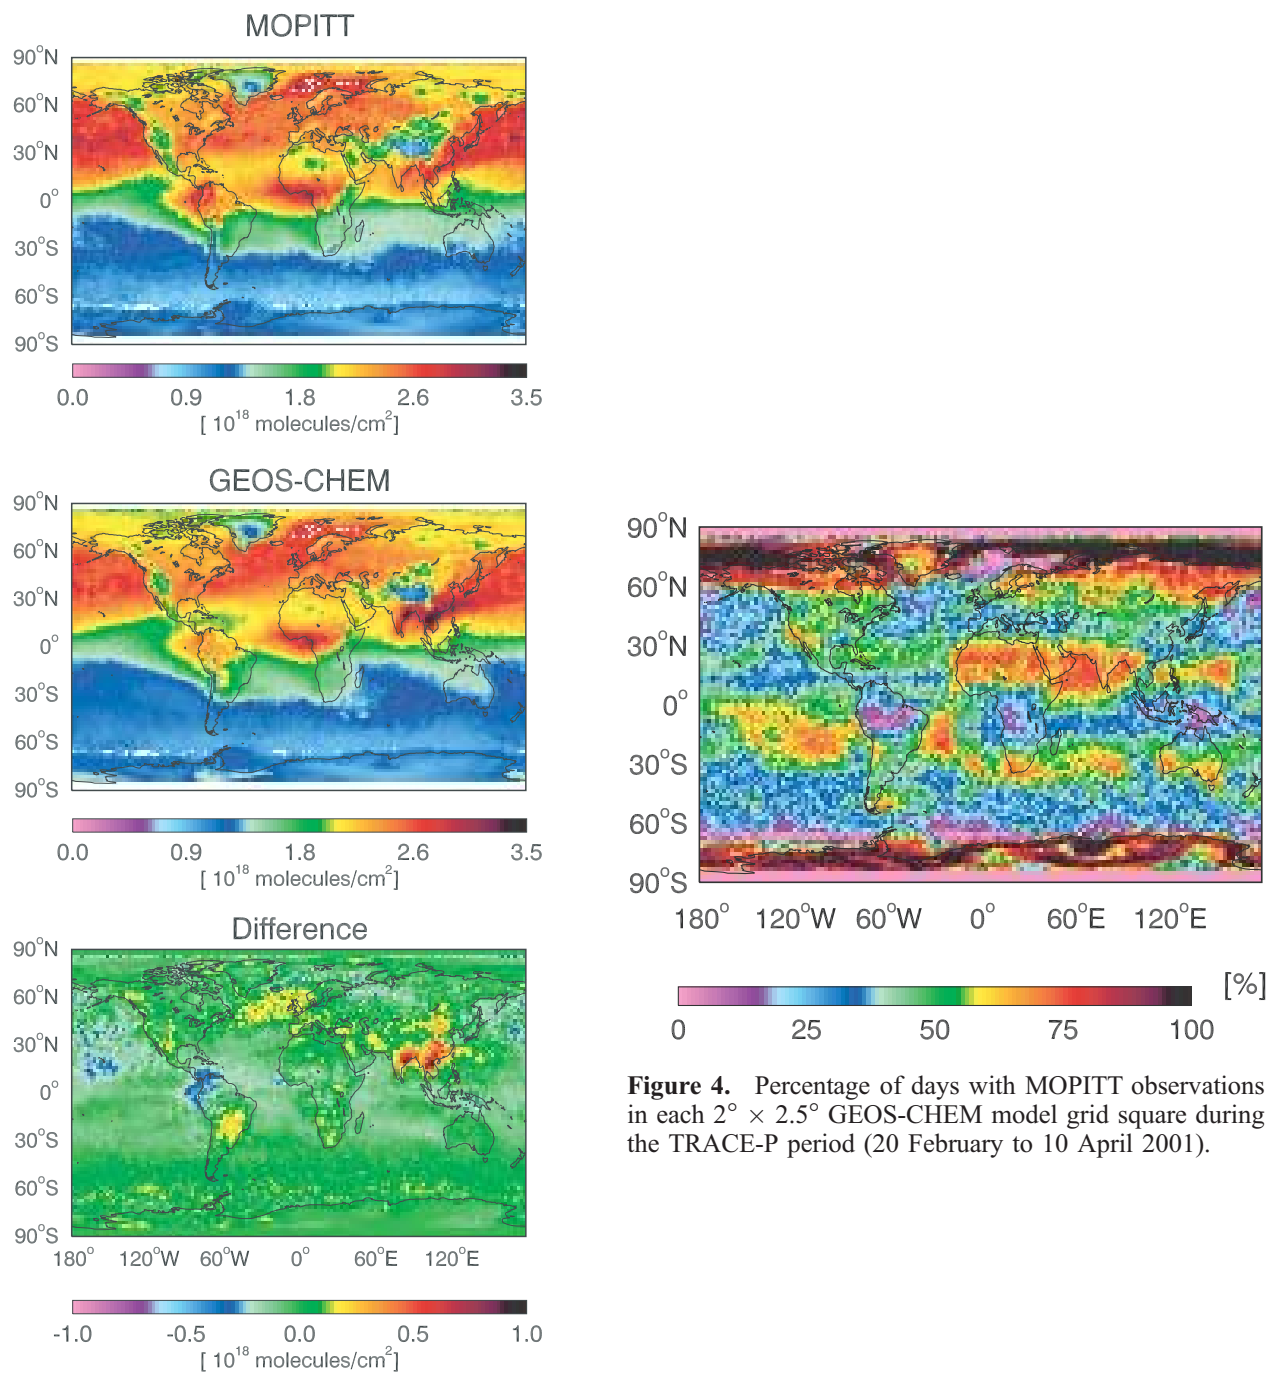 MOPITT
90°N
60°N
30°N
0°
30°S
60°S
90°S
0.0 0.9 1.8 2.6 3.5
[ 10^18 molecules/cm^2]
GEOS-CHEM
90°N
60°N
30°N
0°
30°S
60°S
90°S
0.0 0.9 1.8 2.6 3.5
[ 10^18 molecules/cm^2]
Difference
90°N
60°N
30°N
0°
30°S
60°S
90°S
180° 120°W 60°W 0° 60°E 120°E
-1.0 -0.5 0.0 0.5 1.0
[ 10^18 molecules/cm^2]
90°N
60°N
30°N
0°
30°S
60°S
90°S
180° 120°W 60°W 0° 60°E 120°E
[%]
0 25 50 75 100
Figure 4. Percentage of days with MOPITT observations
in each 2° × 2.5° GEOS-CHEM model grid square during
the TRACE-P period (20 February to 10 April 2001).